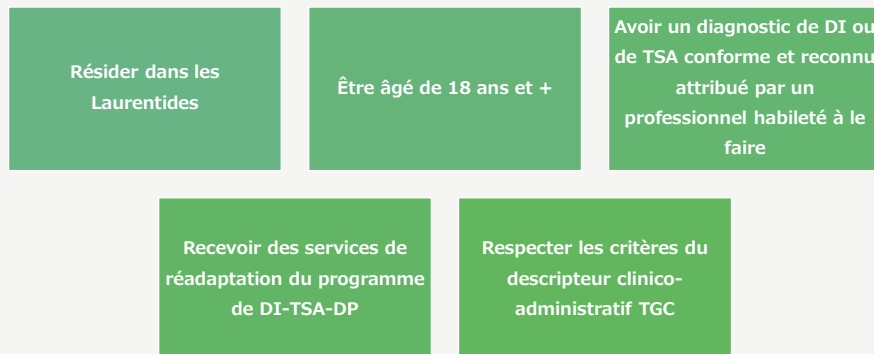 Résider dans les
Laurentides
Être âgé de 18 ans et +
Avoir un diagnostic de DI ou
de TSA conforme et reconnu
attribué par un
professionnel habileté à le
faire
Recevoir des services de
réadaptation du programme
de DI-TSA-DP
Respecter les critères du
descripteur clinico-
administratif TGC